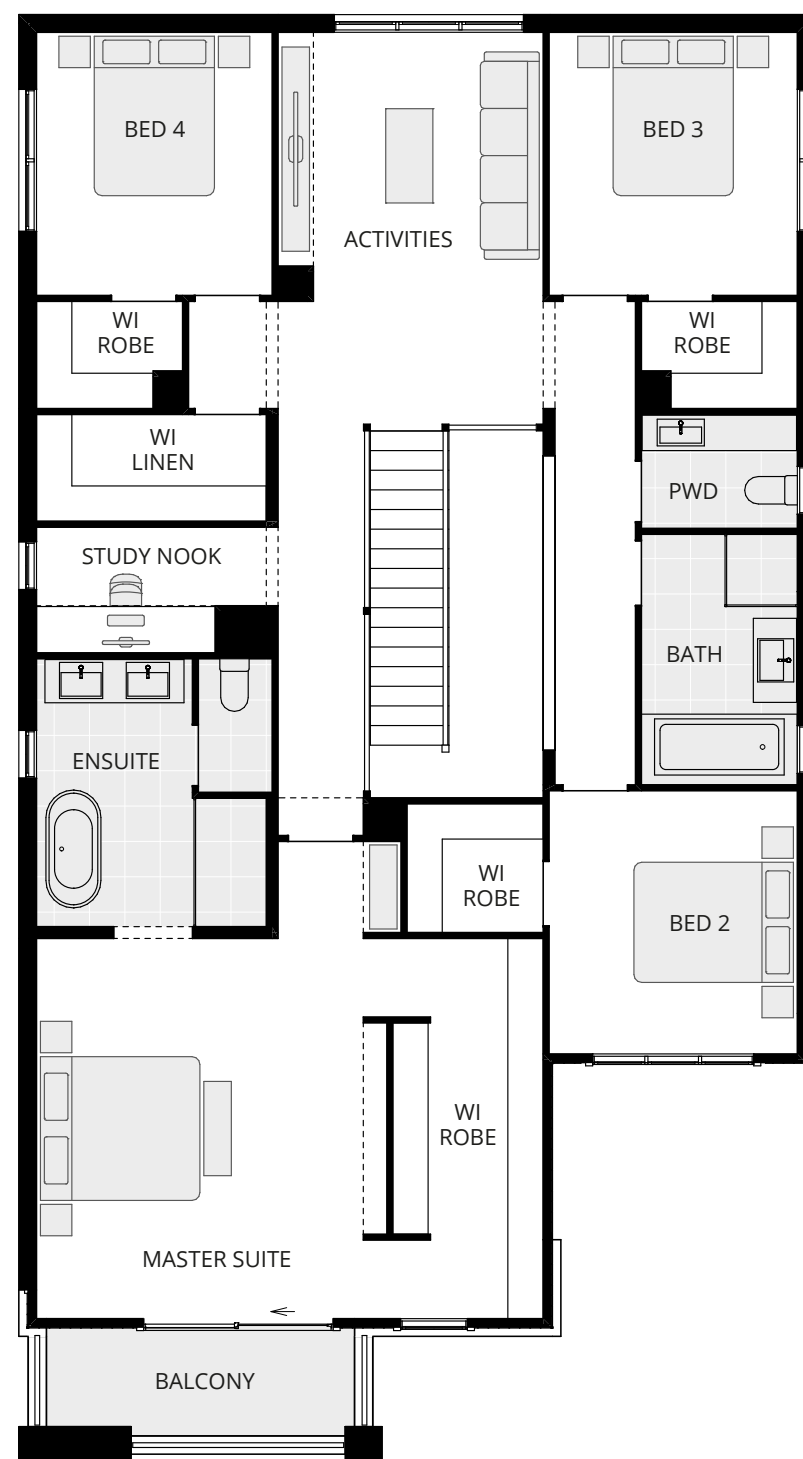 BED 4
BED 3
ACTIVITIES
WI
ROBE
WI
ROBE
WI
LINEN
PWD
STUDY NOOK
BATH
ENSUITE
WI
ROBE
BED 2
WI
ROBE
MASTER SUITE
BALCONY